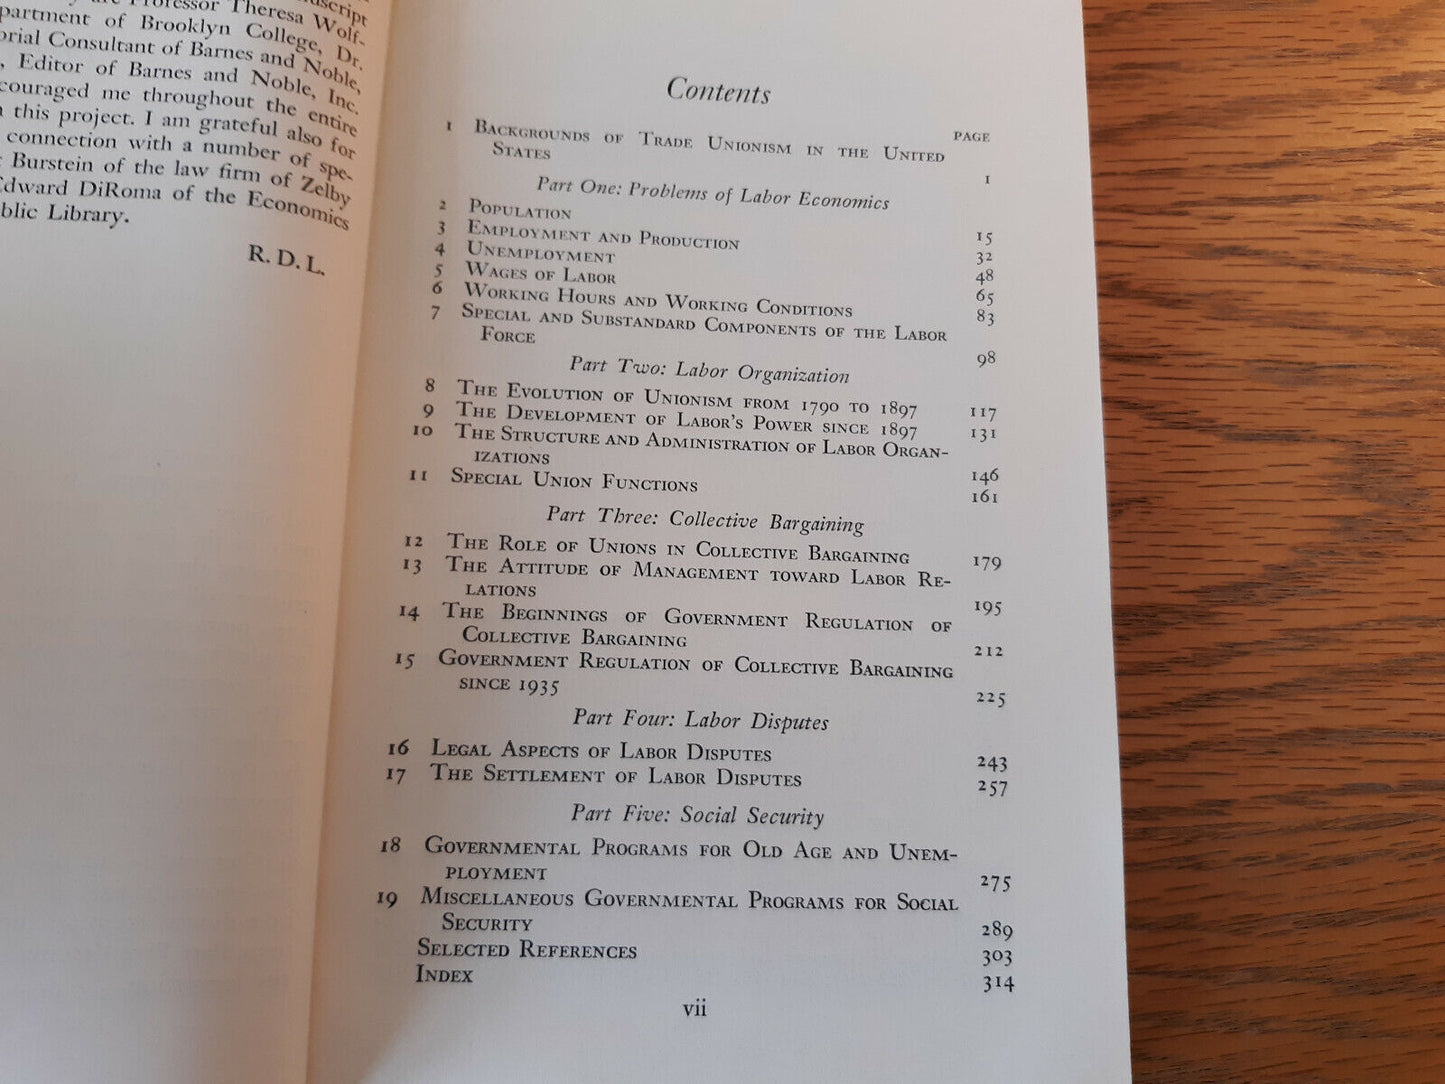 nuscript
Professor Theresa Wolf-
partment of Brooklyn College, Dr.
orial Consultant of Barnes and Noble,
, Editor of Barnes and Noble, Inc.
couraged me throughout the entire
this project. I am grateful also for
connection with a number of spe-
Burstein of the law firm of Zelby
Edward DiRoma of the Economics
blic Library.
R. D. L.
Contents
PAGE
1 Backgrounds of Trade Unionism in the United
States 1
Part One: Problems of Labor Economics
2 Population 15
3 Employment and Production 32
4 Unemployment 48
5 Wages of Labor 65
6 Working Hours and Working Conditions 83
7 Special and Substandard Components of the Labor
Force 98
Part Two: Labor Organization
8 The Evolution of Unionism from 1790 to 1897 117
9 The Development of Labor's Power since 1897 131
10 The Structure and Administration of Labor Organ-
izations 146
11 Special Union Functions 161
Part Three: Collective Bargaining
12 The Role of Unions in Collective Bargaining 179
13 The Attitude of Management toward Labor Re-
lations 195
14 The Beginnings of Government Regulation of
Collective Bargaining 212
15 Government Regulation of Collective Bargaining
since 1935 225
Part Four: Labor Disputes
16 Legal Aspects of Labor Disputes 243
17 The Settlement of Labor Disputes 257
Part Five: Social Security
18 Governmental Programs for Old Age and Unem-
ployment 275
19 Miscellaneous Governmental Programs for Social
Security 289
Selected References 303
Index 314
vii